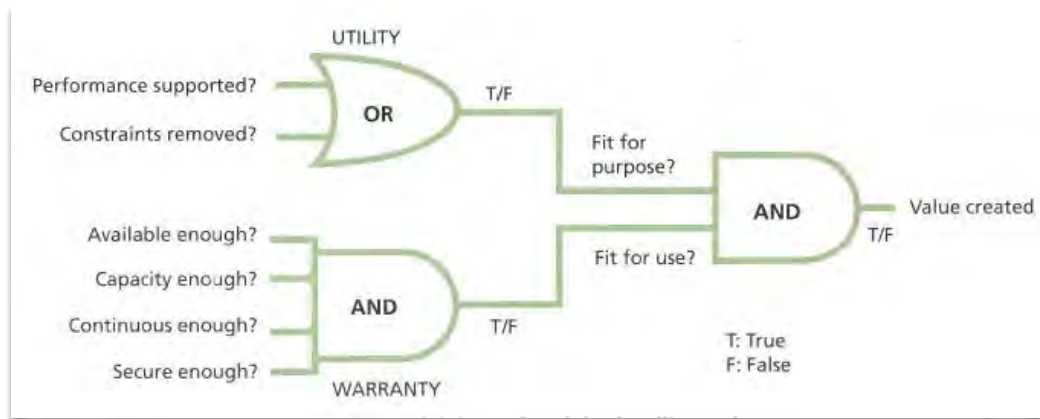 UTILITY
Performance supported?
Constraints removed?
OR
T/F
Fit for
purpose?
Available enough?
Capacity enough?
Continuous enough?
Secure enough?
AND
T/F
WARRANTY
Fit for use?
AND
T/F
Value created
T: True
F: False